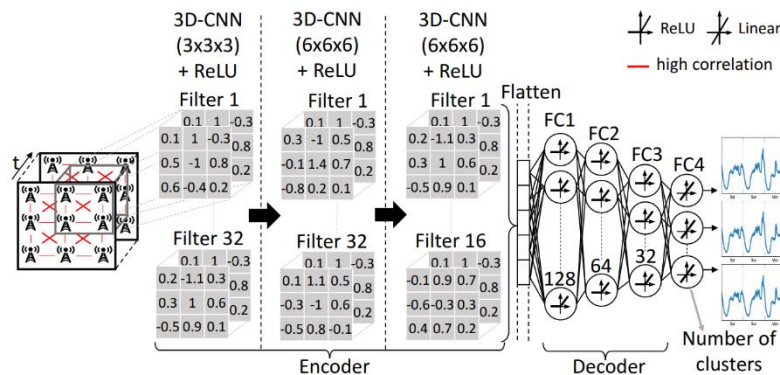 3D-CNN
(3x3x3)
+ ReLU
3D-CNN
(6x6x6)
+ ReLU
3D-CNN
(6x6x6)
+ ReLU
ReLU
Linear
high correlation
Filter 1
0.1 1 -0.3
0.1 1 -0.3 0.8
0.5 -1 0.8 0.2
0.6 -0.4 0.2
Filter 1
0.1 1 -0.3
0.3 -1 0.5 0.8
-0.1 1.4 0.7 0.2
-0.8 0.2 0.1
Filter 1
0.1 1 -0.3
0.2 -1.1 0.3 0.8
0.3 1 0.6 0.2
-0.5 0.9 0.1
Flatten
FC1
FC2
FC3
FC4
t
Filter 32
0.1 1 -0.3
0.2 -1.1 0.3 0.8
0.3 1 0.6 0.2
-0.5 0.9 0.1
Filter 32
0.1 1 -0.3
0.1 1.1 0.5 0.8
-0.3 -1 0.6 0.2
-0.5 0.8 -0.1
Filter 16
0.1 1 -0.3
-0.1 0.9 0.7 0.8
-0.6 -0.3 0.3 0.2
0.4 0.7 0.2
128
64
32
Encoder
Decoder
Number of
clusters